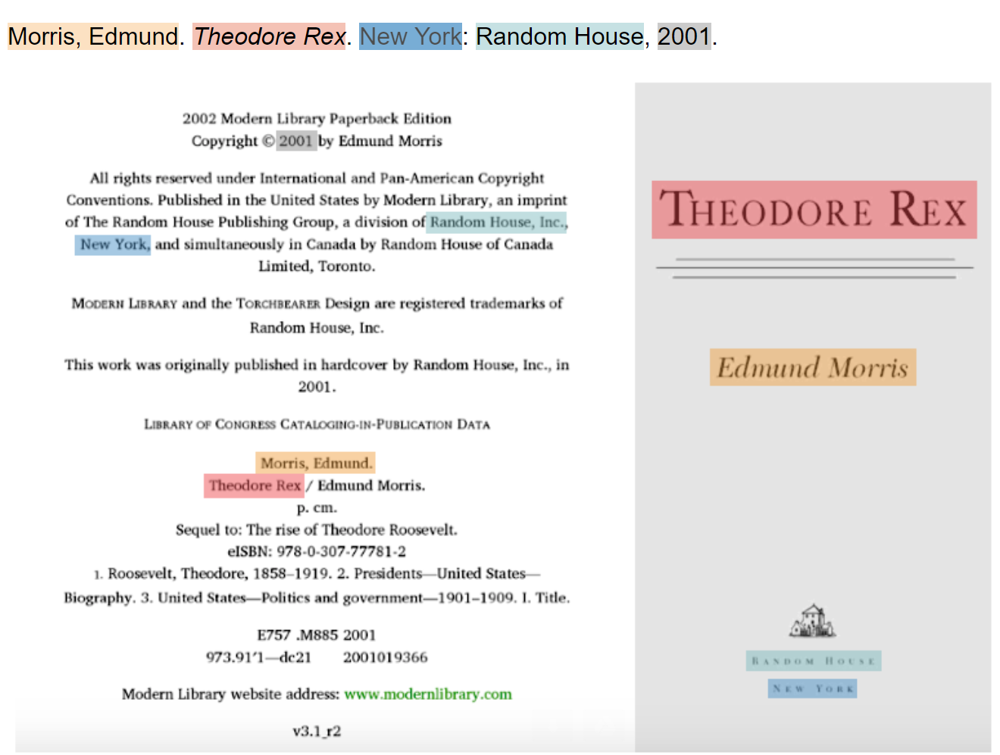 Morris, Edmund. Theodore Rex. New York: Random House, 2001.
2002 Modern Library Paperback Edition
Copyright © 2001 by Edmund Morris
All rights reserved under International and Pan-American Copyright
Conventions. Published in the United States by Modern Library, an imprint
of The Random House Publishing Group, a division of Random House, Inc.,
New York, and simultaneously in Canada by Random House of Canada
Limited, Toronto.
MODERN LIBRARY and the TORCHBEARER Design are registered trademarks of
Random House, Inc.
This work was originally published in hardcover by Random House, Inc., in
2001.
LIBRARY OF CONGRESS CATALOGING-IN-PUBLICATION DATA
Morris, Edmund.
Theodore Rex / Edmund Morris.
p. cm.
Sequel to: The rise of Theodore Roosevelt.
eISBN: 978-0-307-77781-2
1. Roosevelt, Theodore, 1858–1919. 2. Presidents—United States—
Biography. 3. United States—Politics and government—1901–1909. I. Title.
E757 .M885 2001
973.91′1—dc21 2001019366
Modern Library website address: www.modernlibrary.com
v3.1_r2
THEODORE REX
Edmund Morris
RANDOM HOUSE
NEW YORK